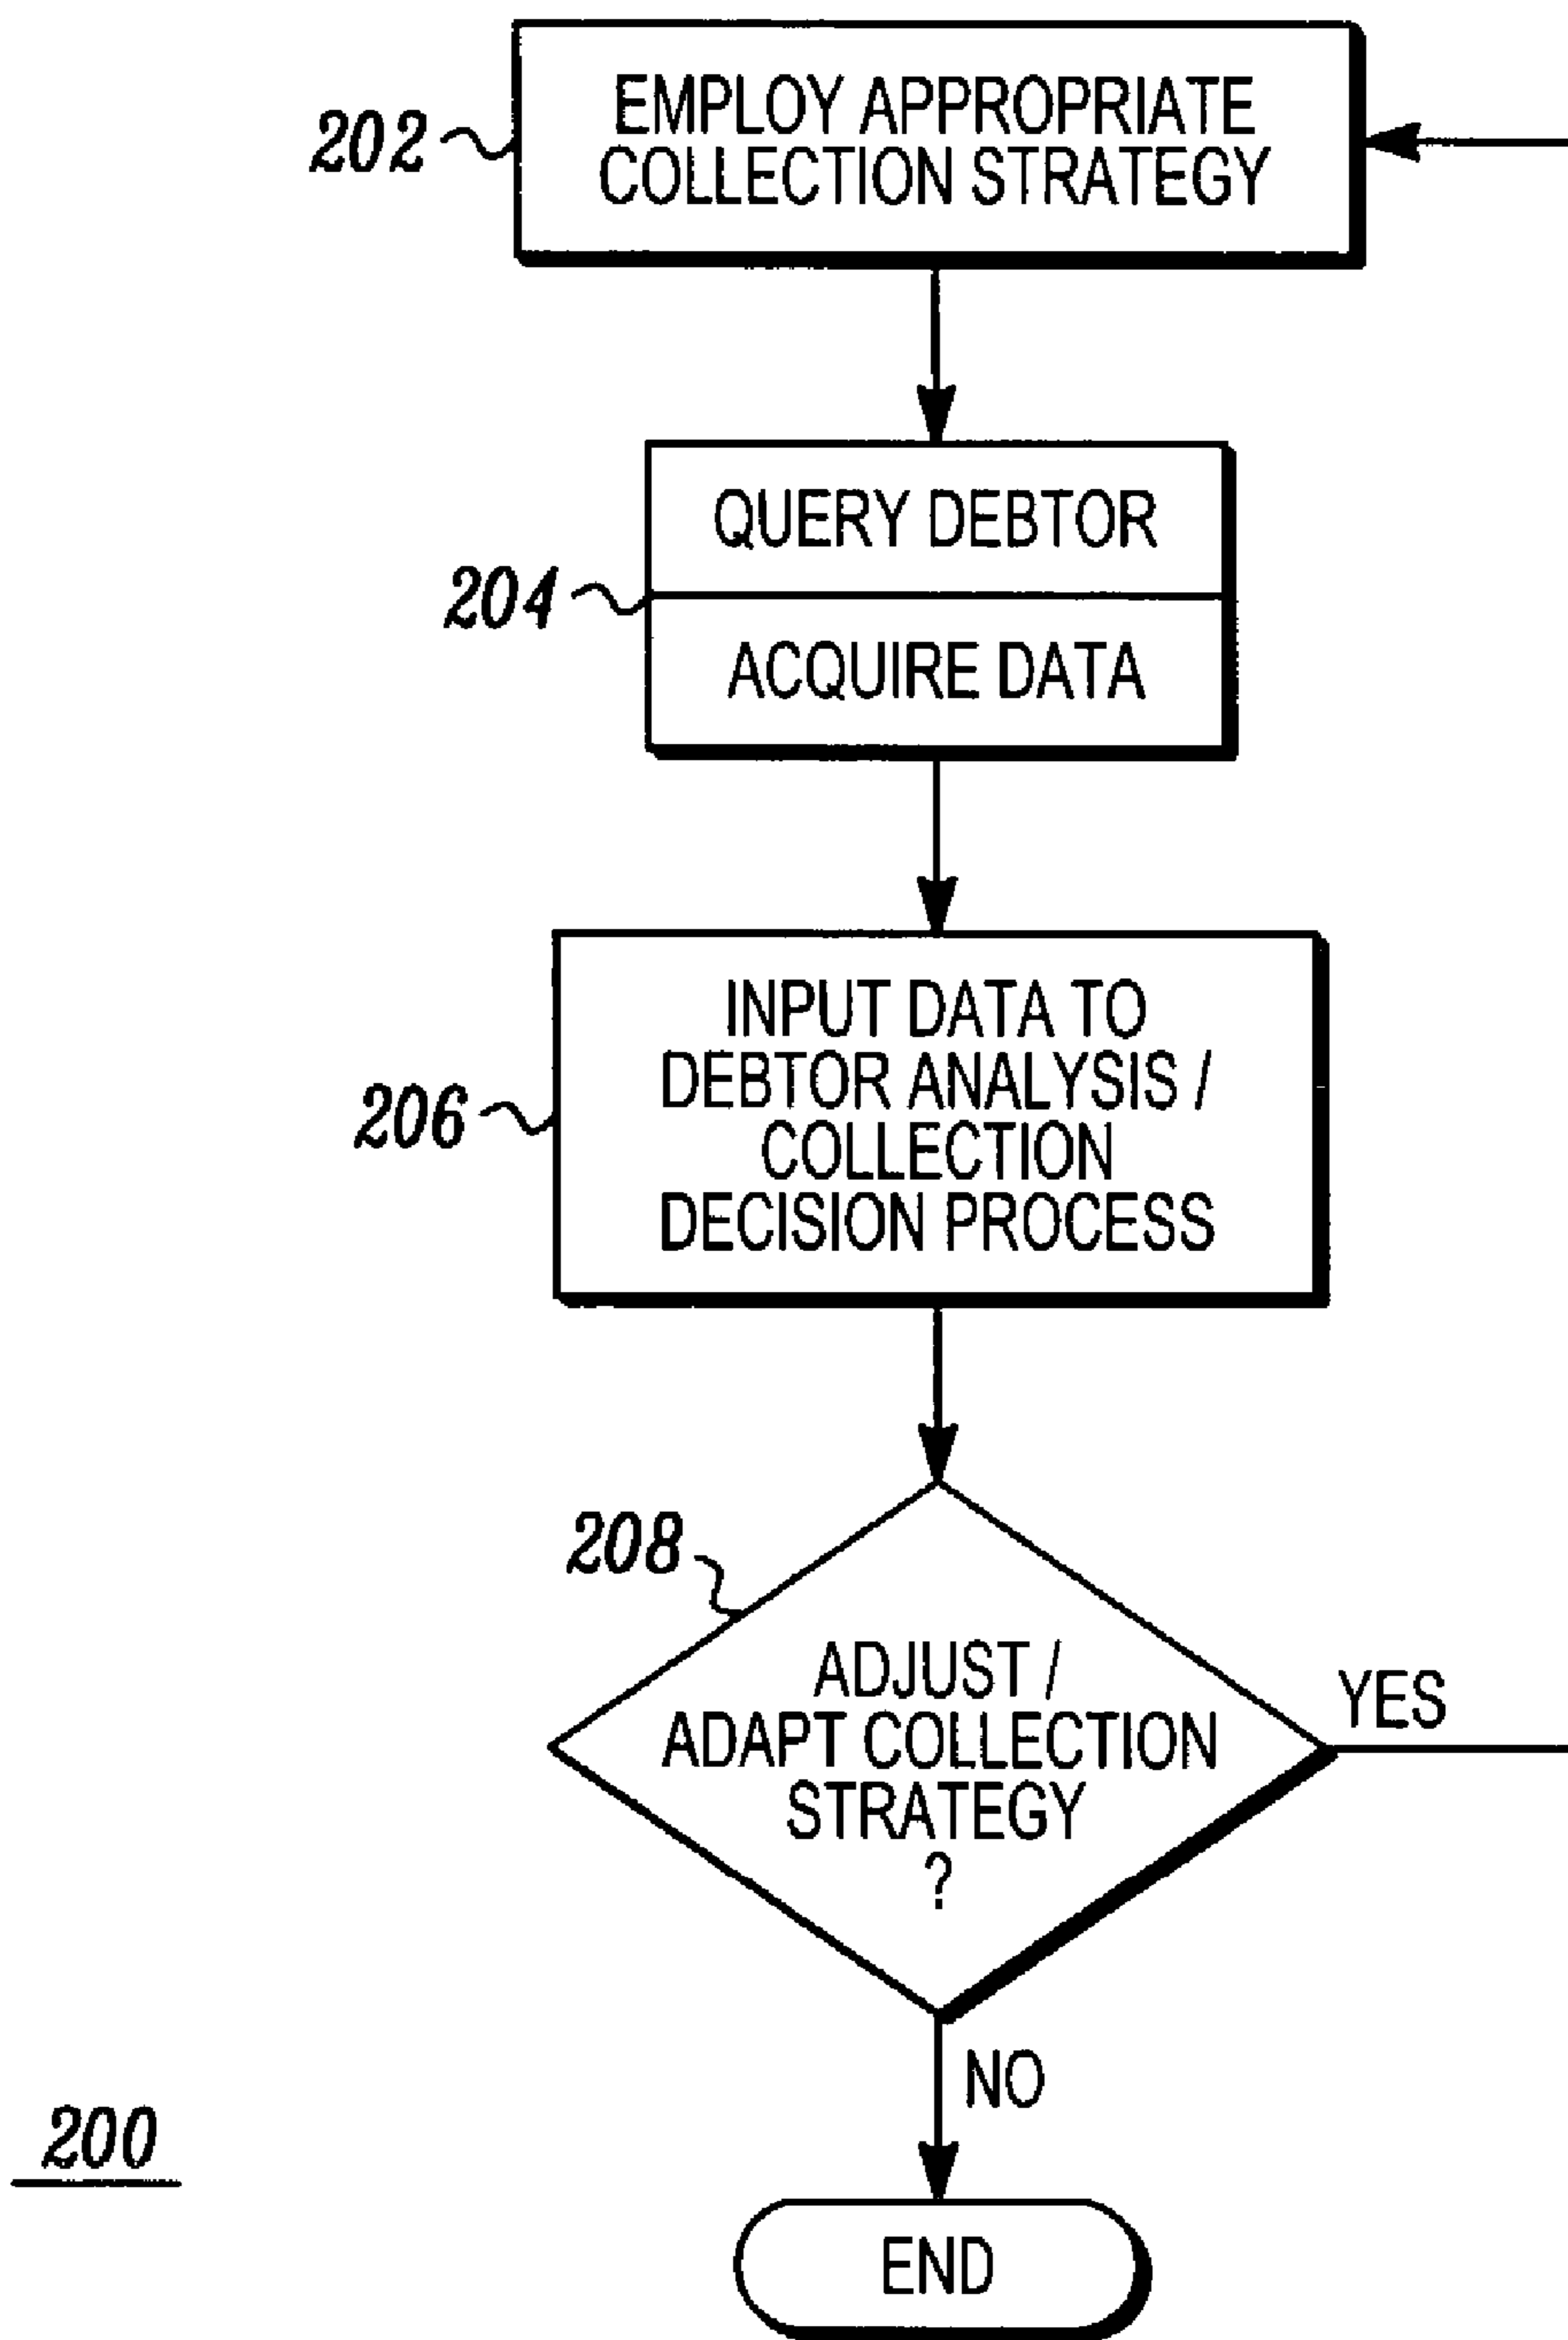 EMPLOY APPROPRIATE
COLLECTION STRATEGY
202
QUERY DEBTOR
204
ACQUIRE DATA
INPUT DATA TO
DEBTOR ANALYSIS /
COLLECTION
DECISION PROCESS
206
208
ADJUST /
ADAPT COLLECTION
STRATEGY
?
YES
NO
200
END